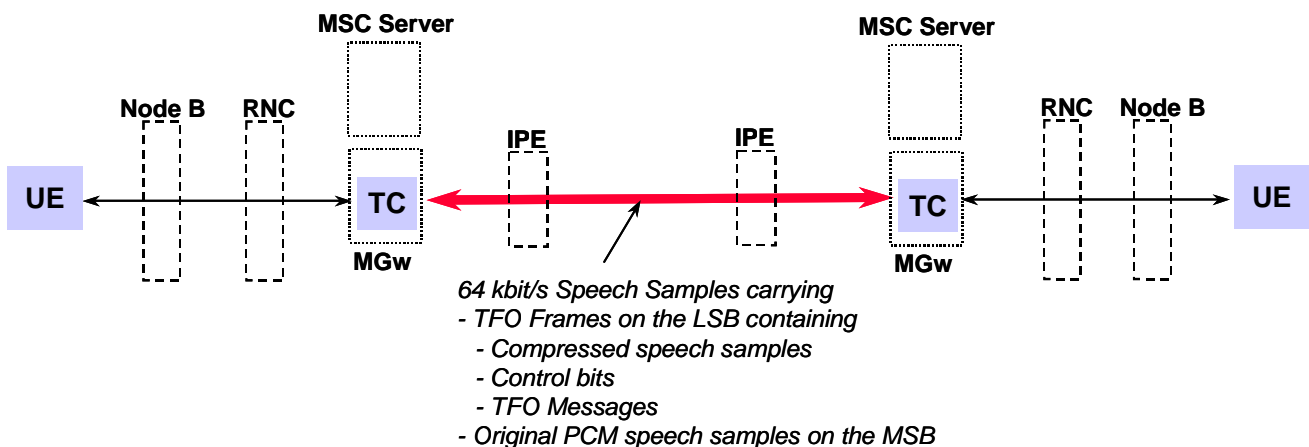 MSC Server
MSC Server
Node B
RNC
RNC
Node B
IPE
IPE
UE
TC
TC
UE
MGw
MGw
64 kbit/s Speech Samples carrying
- TFO Frames on the LSB containing
- Compressed speech samples
- Control bits
- TFO Messages
- Original PCM speech samples on the MSB